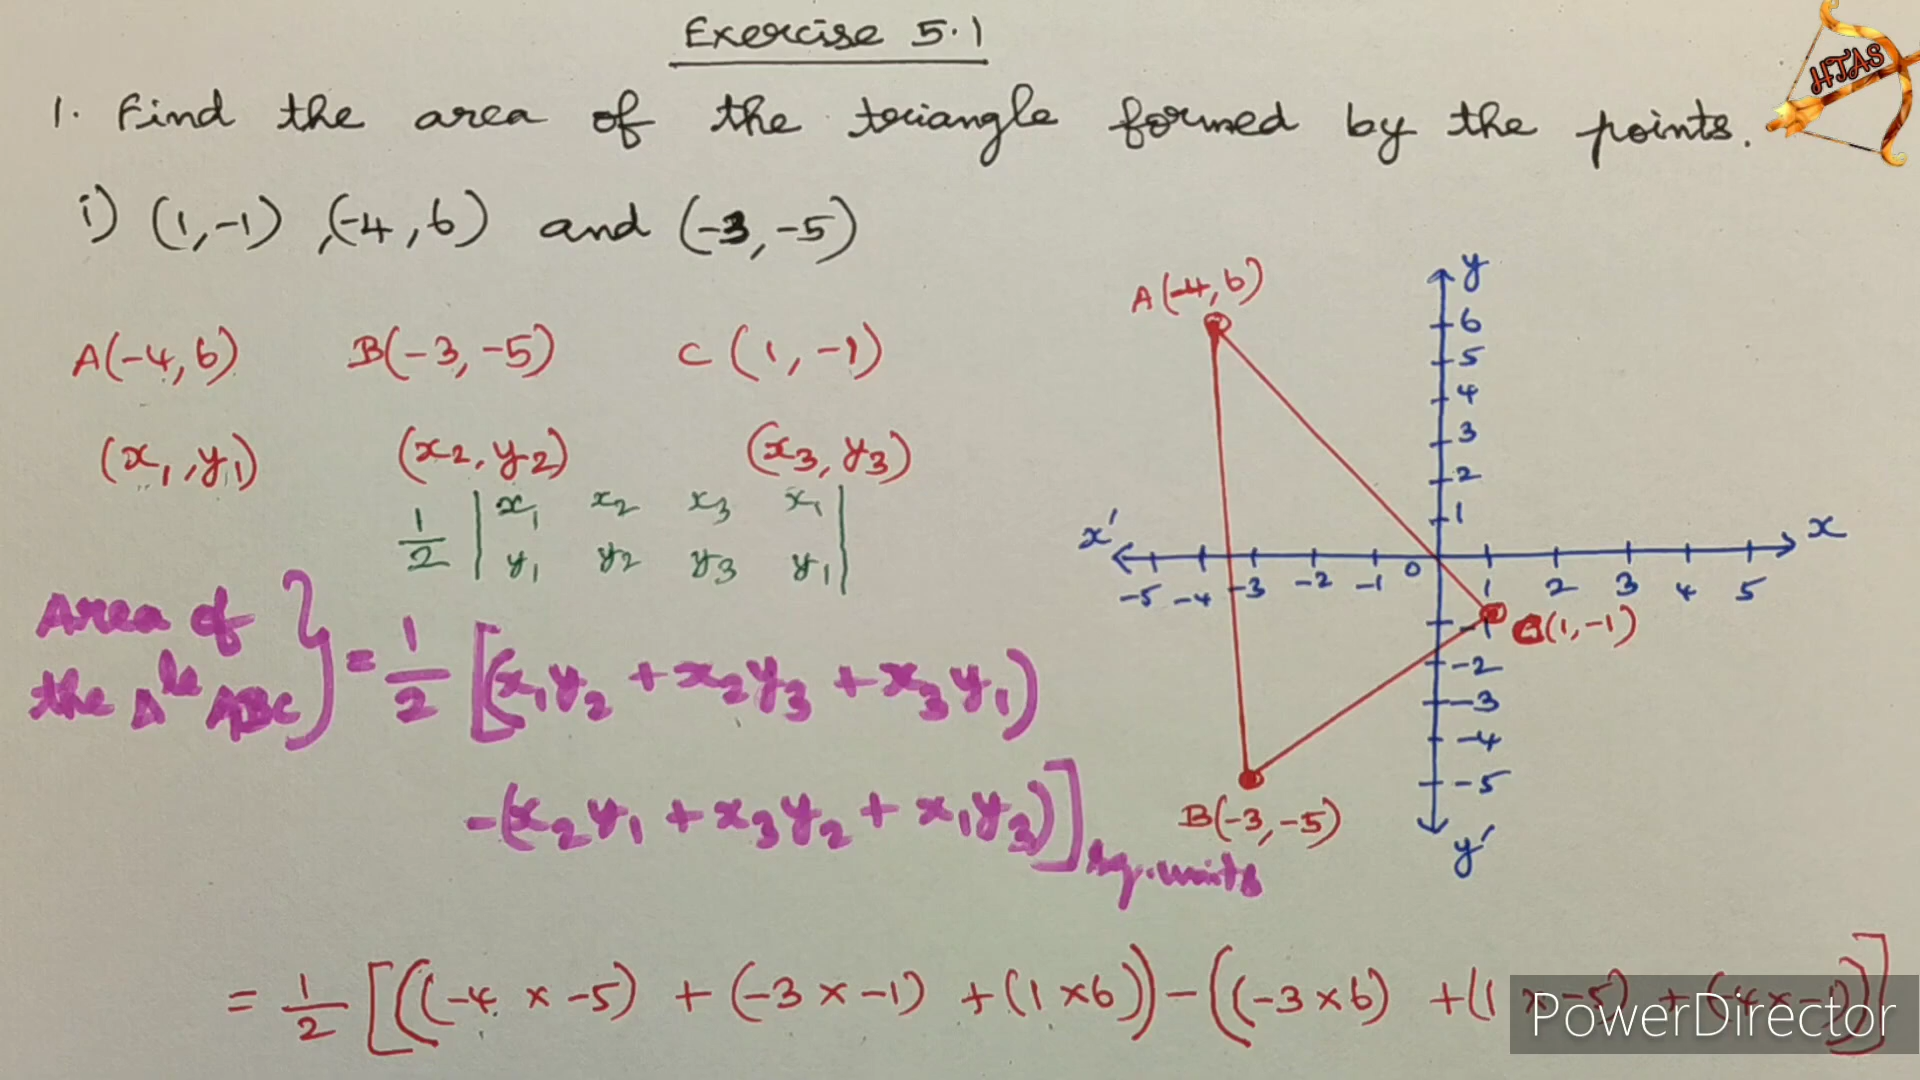 Exercise 5.1
HTAS
1. Find the area of the triangle formed by the points.
i) (1,-1) ,(-4,6) and (-3,-5)
A(-4,6) B(-3,-5) C(1,-1)
(x₁,y₁) (x₂,y₂) (x₃,y₃)
1/2 | x₁ x₂ x₃ x₁ |
| y₁ y₂ y₃ y₁ |
Area of
the Δle ABC } = 1/2 [(x₁y₂ + x₂y₃ + x₃y₁)
-(x₂y₁ + x₃y₂ + x₁y₃)] sq.units
A(-4,6)
y
6
5
4
3
2
1
x' x
-5 -4 -3 -2 -1 0 1 2 3 4 5
-1 C(1,-1)
-2
-3
-4
-5
B(-3,-5)
y'
= 1/2 [((-4 x -5) + (-3 x -1) + (1 x 6)) - ((-3 x 6) + (1 x -5) + (-4 x -1))]
PowerDirector